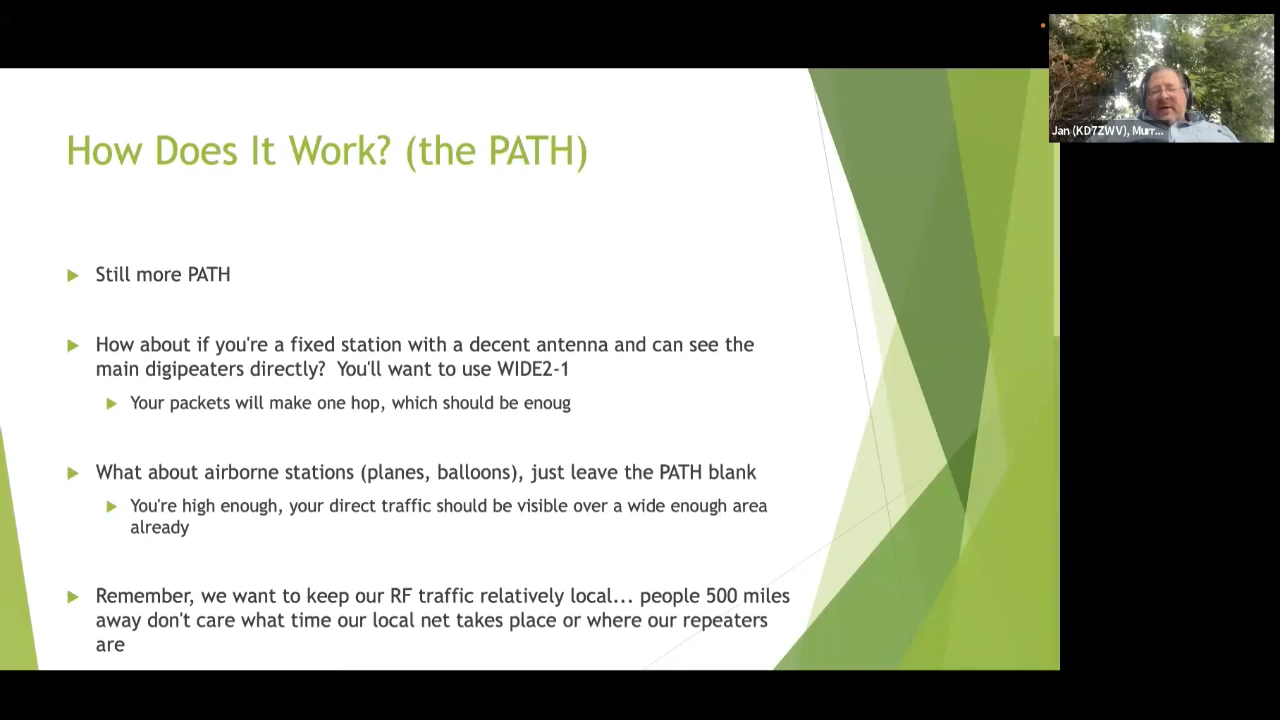 How Does It Work? (the PATH)
Still more PATH
How about if you're a fixed station with a decent antenna and can see the
main digipeaters directly? You'll want to use WIDE2-1
Your packets will make one hop, which should be enoug
What about airborne stations (planes, balloons), just leave the PATH blank
You're high enough, your direct traffic should be visible over a wide enough area
already
Remember, we want to keep our RF traffic relatively local... people 500 miles
away don't care what time our local net takes place or where our repeaters
are
Jan (KD7ZWV), Murr...